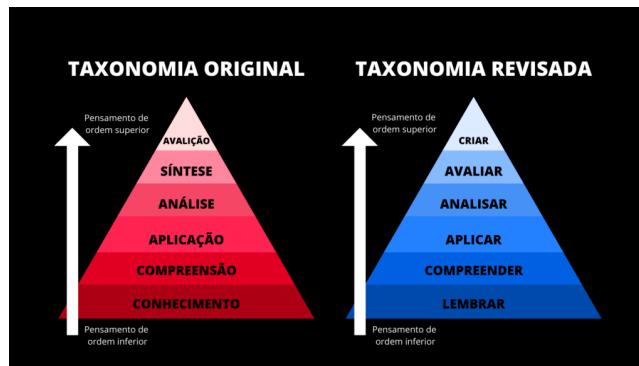 TAXONOMIA ORIGINAL
Pensamento de
ordem superior
AVALIÇÃO
SÍNTESE
ANÁLISE
APLICAÇÃO
COMPREENSÃO
CONHECIMENTO
Pensamento de
ordem inferior
TAXONOMIA REVISADA
Pensamento de
ordem superior
CRIAR
AVALIAR
ANALISAR
APLICAR
COMPREENDER
LEMBRAR
Pensamento de
ordem inferior